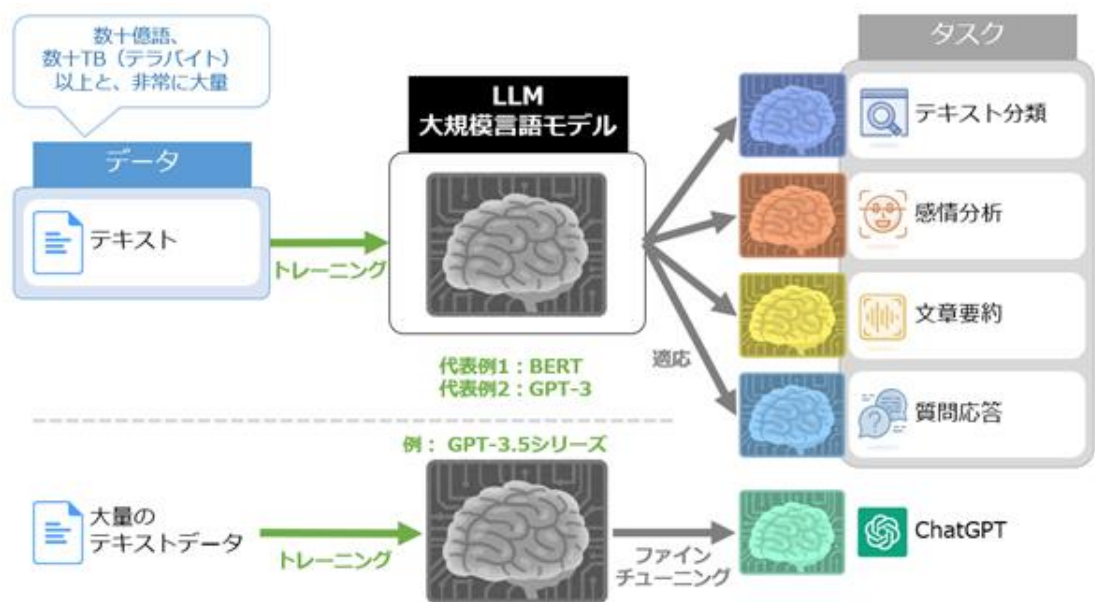 数十億語、
数十TB（テラバイト）
以上と、非常に大量
データ
テキスト
トレーニング
LLM
大規模言語モデル
代表例1：BERT
代表例2：GPT-3
適応
タスク
テキスト分類
感情分析
文章要約
質問応答
例： GPT-3.5シリーズ
大量の
テキストデータ
トレーニング
ファイン
チューニング
ChatGPT